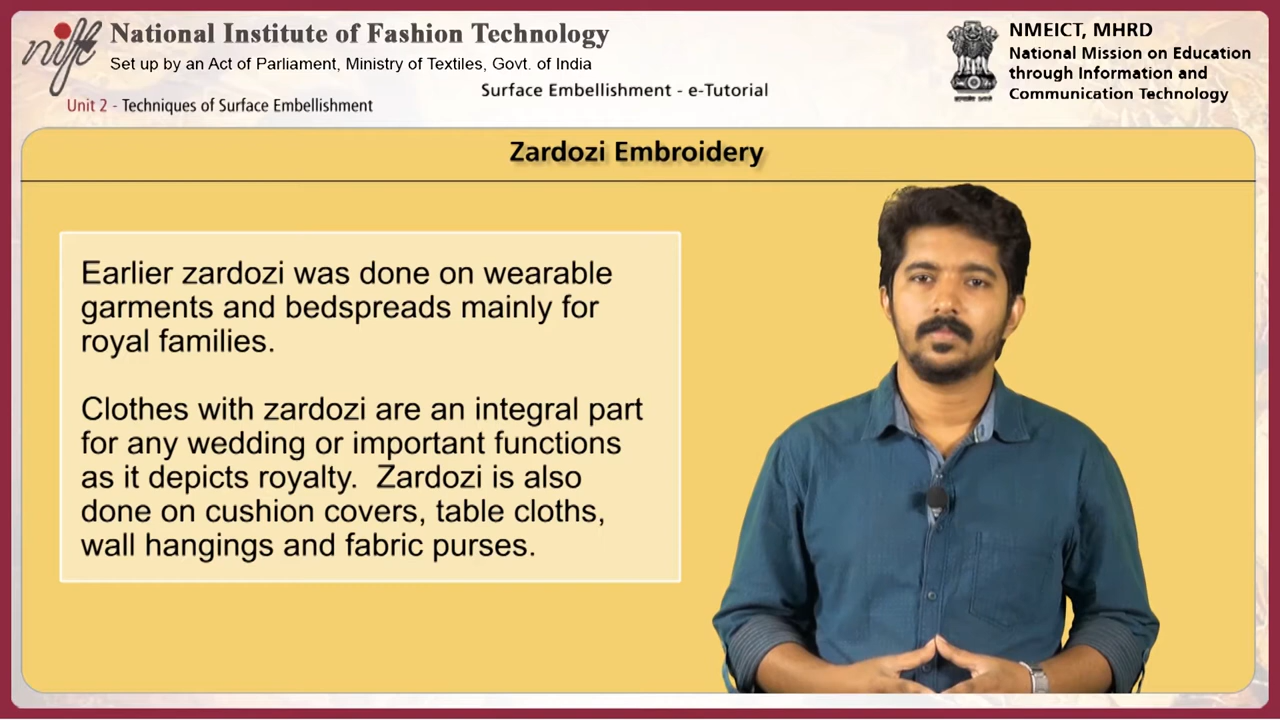 nift
National Institute of Fashion Technology
Set up by an Act of Parliament, Ministry of Textiles, Govt. of India
Unit 2 - Techniques of Surface Embellishment
Surface Embellishment - e-Tutorial
NMEICT, MHRD
National Mission on Education
through Information and
Communication Technology
Zardozi Embroidery
Earlier zardozi was done on wearable
garments and bedspreads mainly for
royal families.
Clothes with zardozi are an integral part
for any wedding or important functions
as it depicts royalty. Zardozi is also
done on cushion covers, table cloths,
wall hangings and fabric purses.